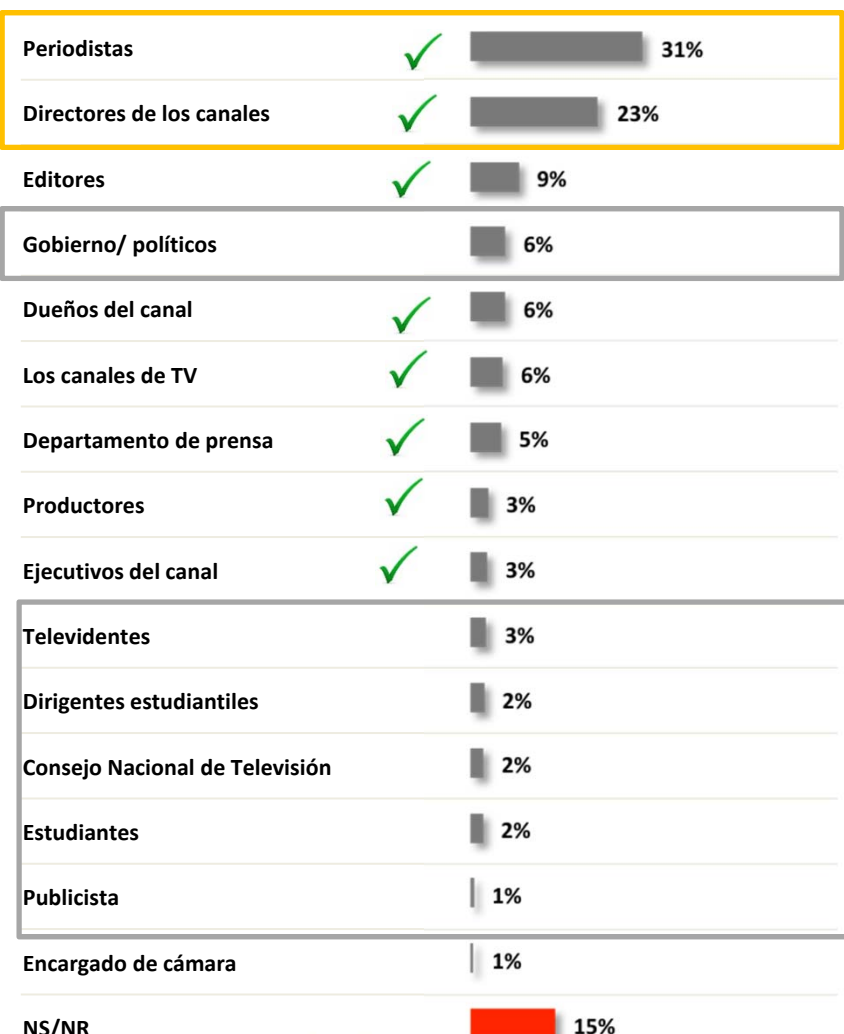 Periodistas 31%
Directores de los canales 23%
Editores 9%
Gobierno/ políticos 6%
Dueños del canal 6%
Los canales de TV 6%
Departamento de prensa 5%
Productores 3%
Ejecutivos del canal 3%
Televidentes 3%
Dirigentes estudiantiles 2%
Consejo Nacional de Televisión 2%
Estudiantes 2%
Publicista 1%
Encargado de cámara 1%
NS/NR 15%